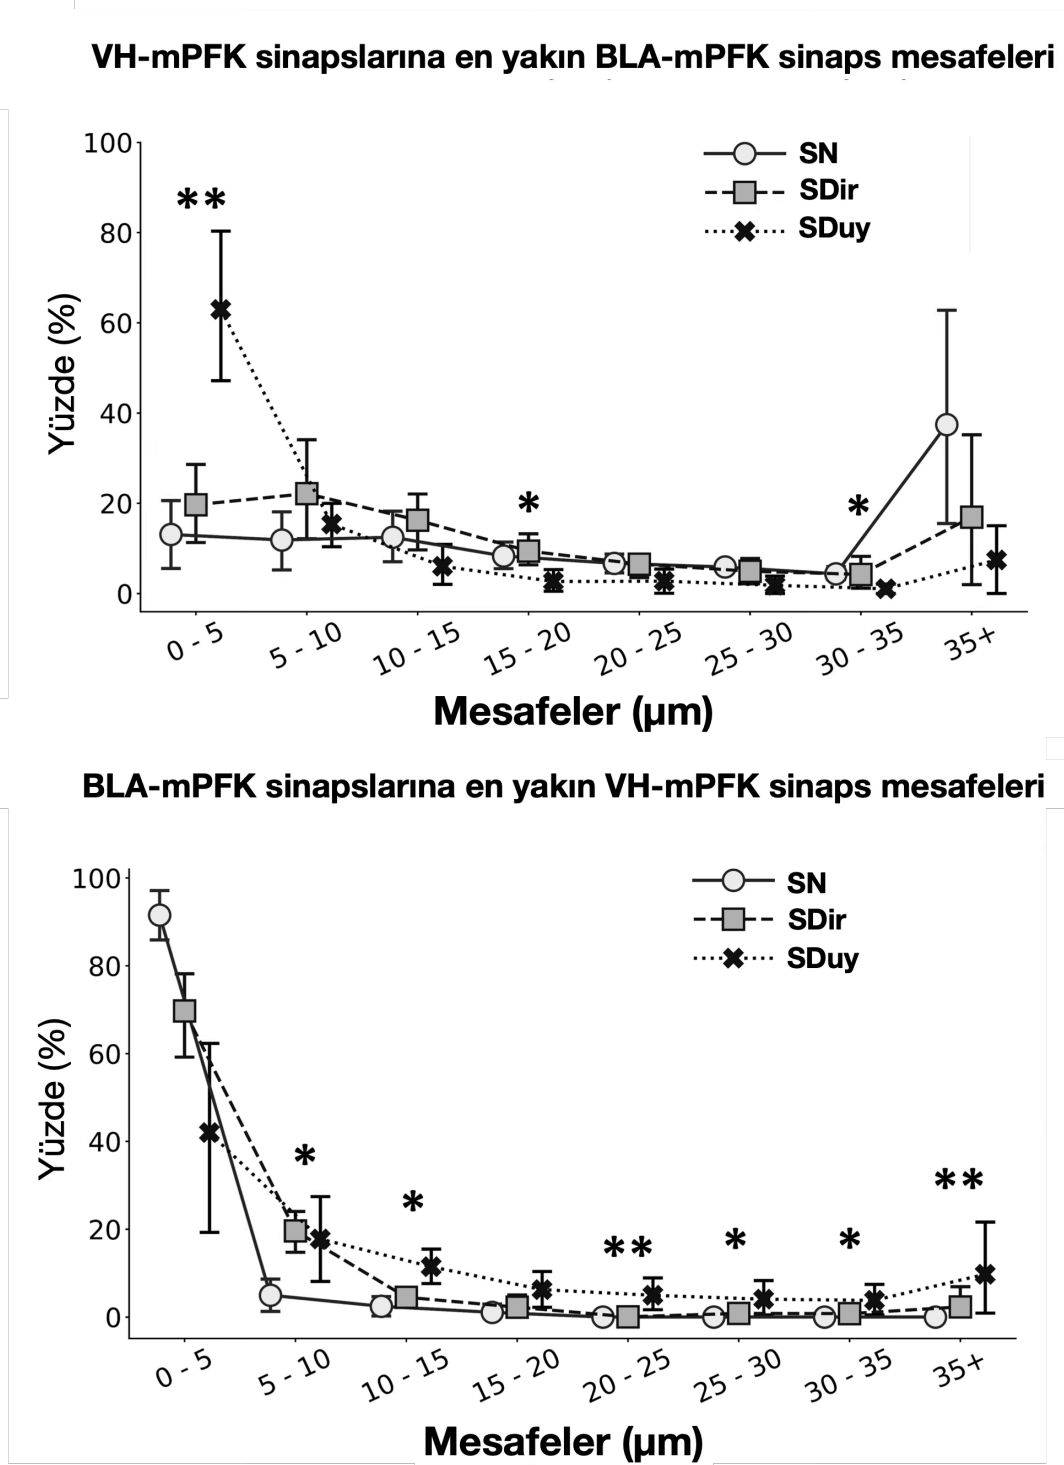 VH-mPFK sinapslarına en yakın BLA-mPFK sinaps mesafeleri
100
80
60
40
20
0
Yüzde (%)
**
*
*
SN
SDir
SDuy
0 - 5
5 - 10
10 - 15
15 - 20
20 - 25
25 - 30
30 - 35
35+
Mesafeler (µm)
BLA-mPFK sinapslarına en yakın VH-mPFK sinaps mesafeleri
100
80
60
40
20
0
Yüzde (%)
SN
SDir
SDuy
*
*
**
*
*
**
0 - 5
5 - 10
10 - 15
15 - 20
20 - 25
25 - 30
30 - 35
35+
Mesafeler (µm)